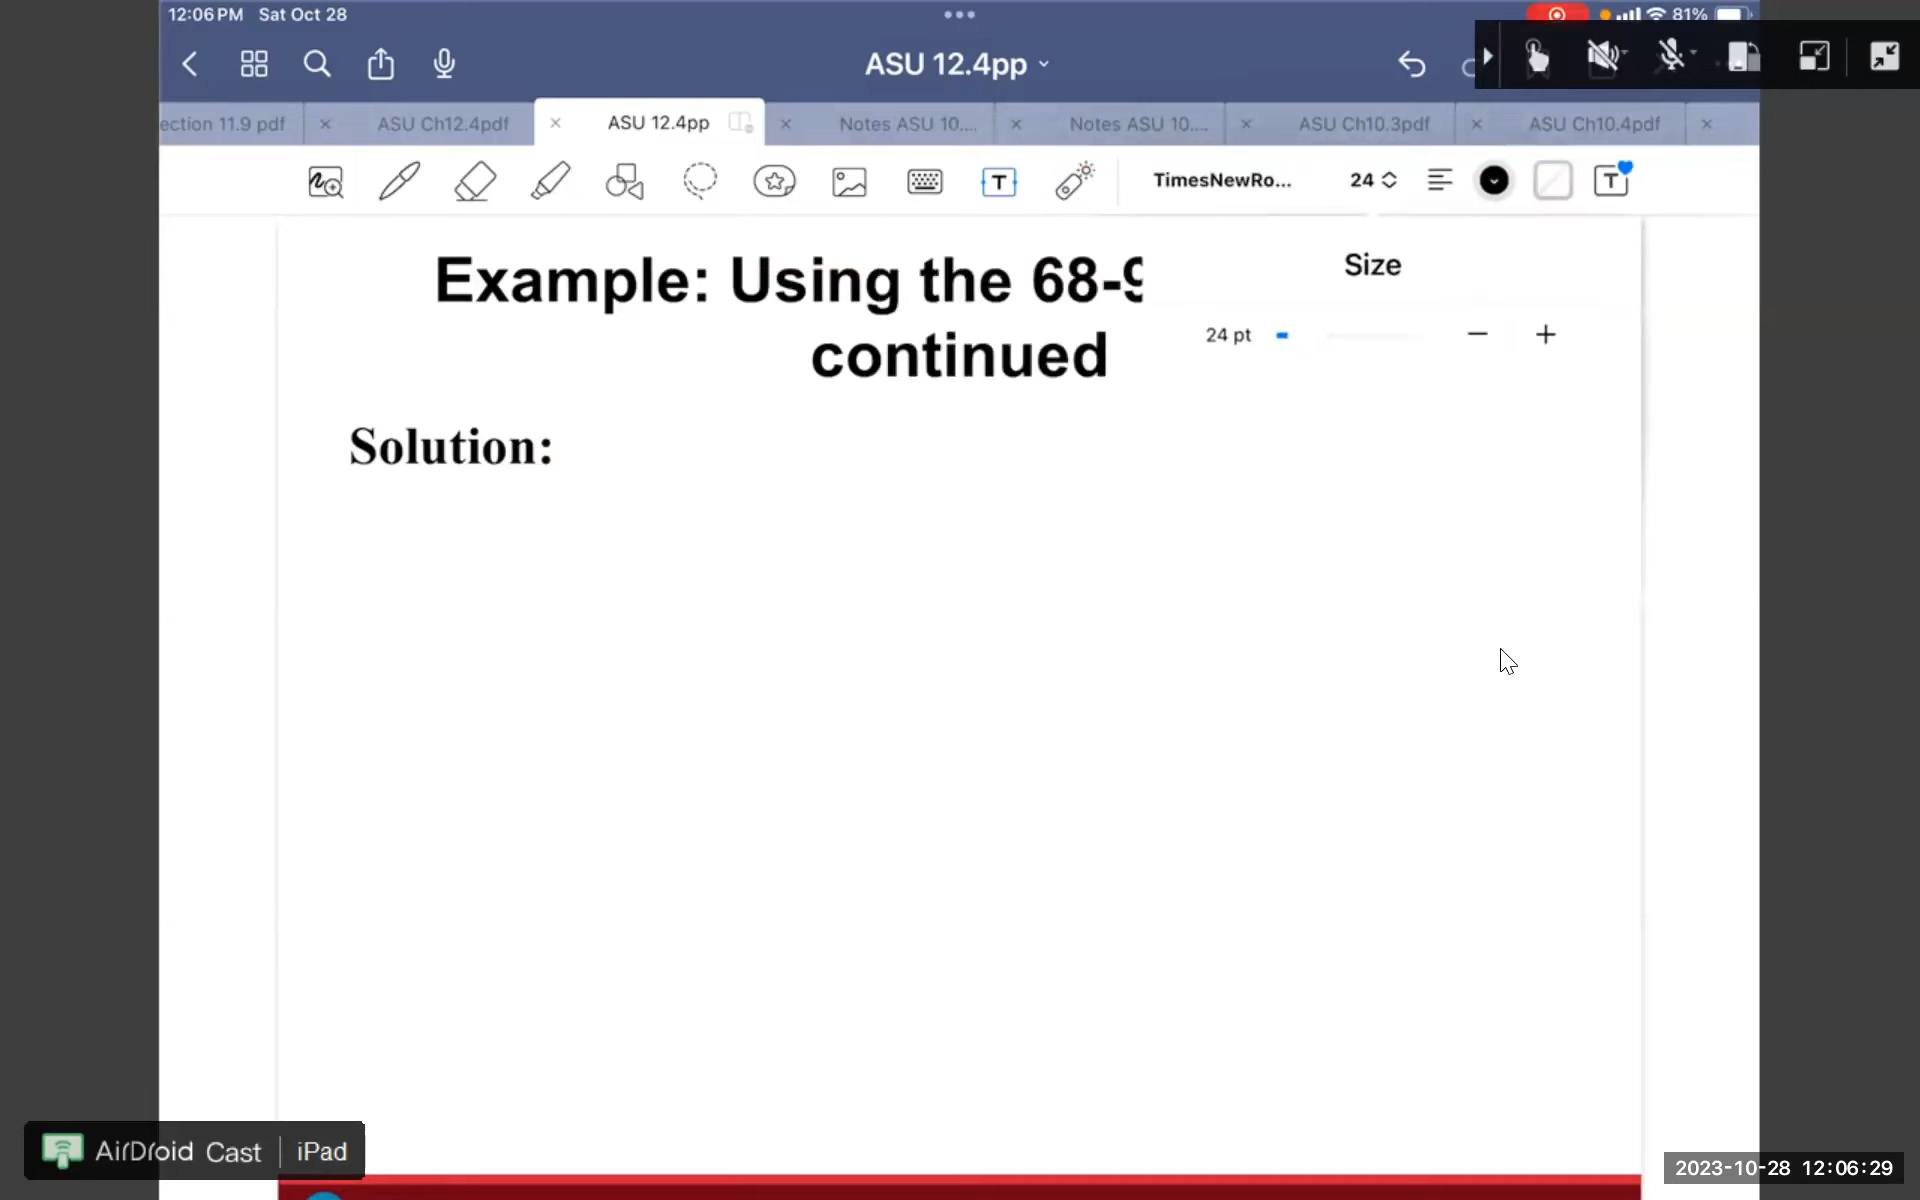 12:06 PM Sat Oct 28
81%
ASU 12.4pp
ection 11.9 pdf
ASU Ch12.4pdf
ASU 12.4pp
Notes ASU 10....
Notes ASU 10....
ASU Ch10.3pdf
ASU Ch10.4pdf
TimesNewRo...
24
Size
24 pt
Example: Using the 68-9
continued
Solution:
AirDroid Cast | iPad
2023-10-28 12:06:29